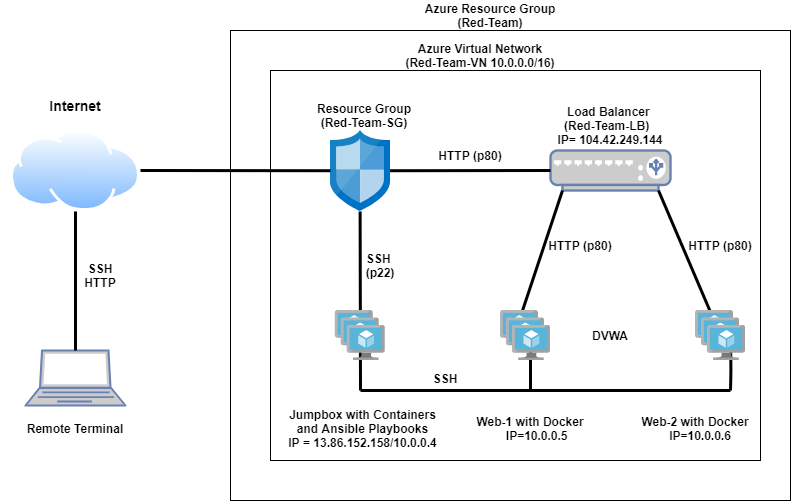 Azure Resource Group
(Red-Team)
Azure Virtual Network
(Red-Team-VN 10.0.0.0/16)
Internet
Resource Group
(Red-Team-SG)
Load Balancer
(Red-Team-LB)
IP= 104.42.249.144
HTTP (p80)
SSH
HTTP
SSH
(p22)
HTTP (p80)
HTTP (p80)
DVWA
SSH
Remote Terminal
Jumpbox with Containers
and Ansible Playbooks
IP = 13.86.152.158/10.0.0.4
Web-1 with Docker
IP=10.0.0.5
Web-2 with Docker
IP=10.0.0.6